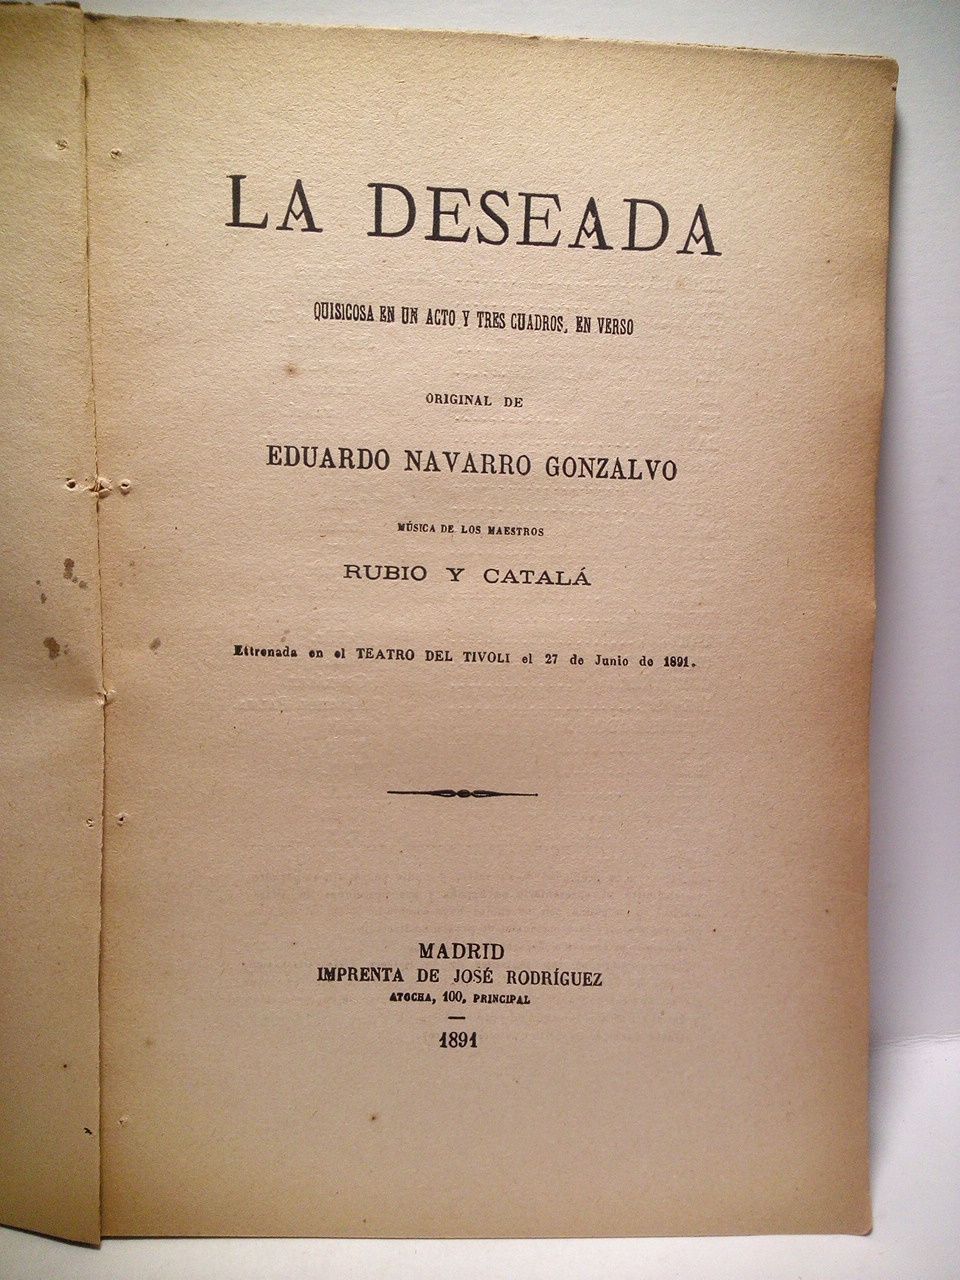 LA DESEADA
QUISICOSA EN UN ACTO Y TRES CUADROS, EN VERSO
ORIGINAL DE
EDUARDO NAVARRO GONZALVO
MÚSICA DE LOS MAESTROS
RUBIO Y CATALÁ
Ettrenada en el TEATRO DEL TIVOLI el 27 de Junio de 1891.
MADRID
IMPRENTA DE JOSÉ RODRÍGUEZ
ATOCHA, 100, PRINCIPAL
1891